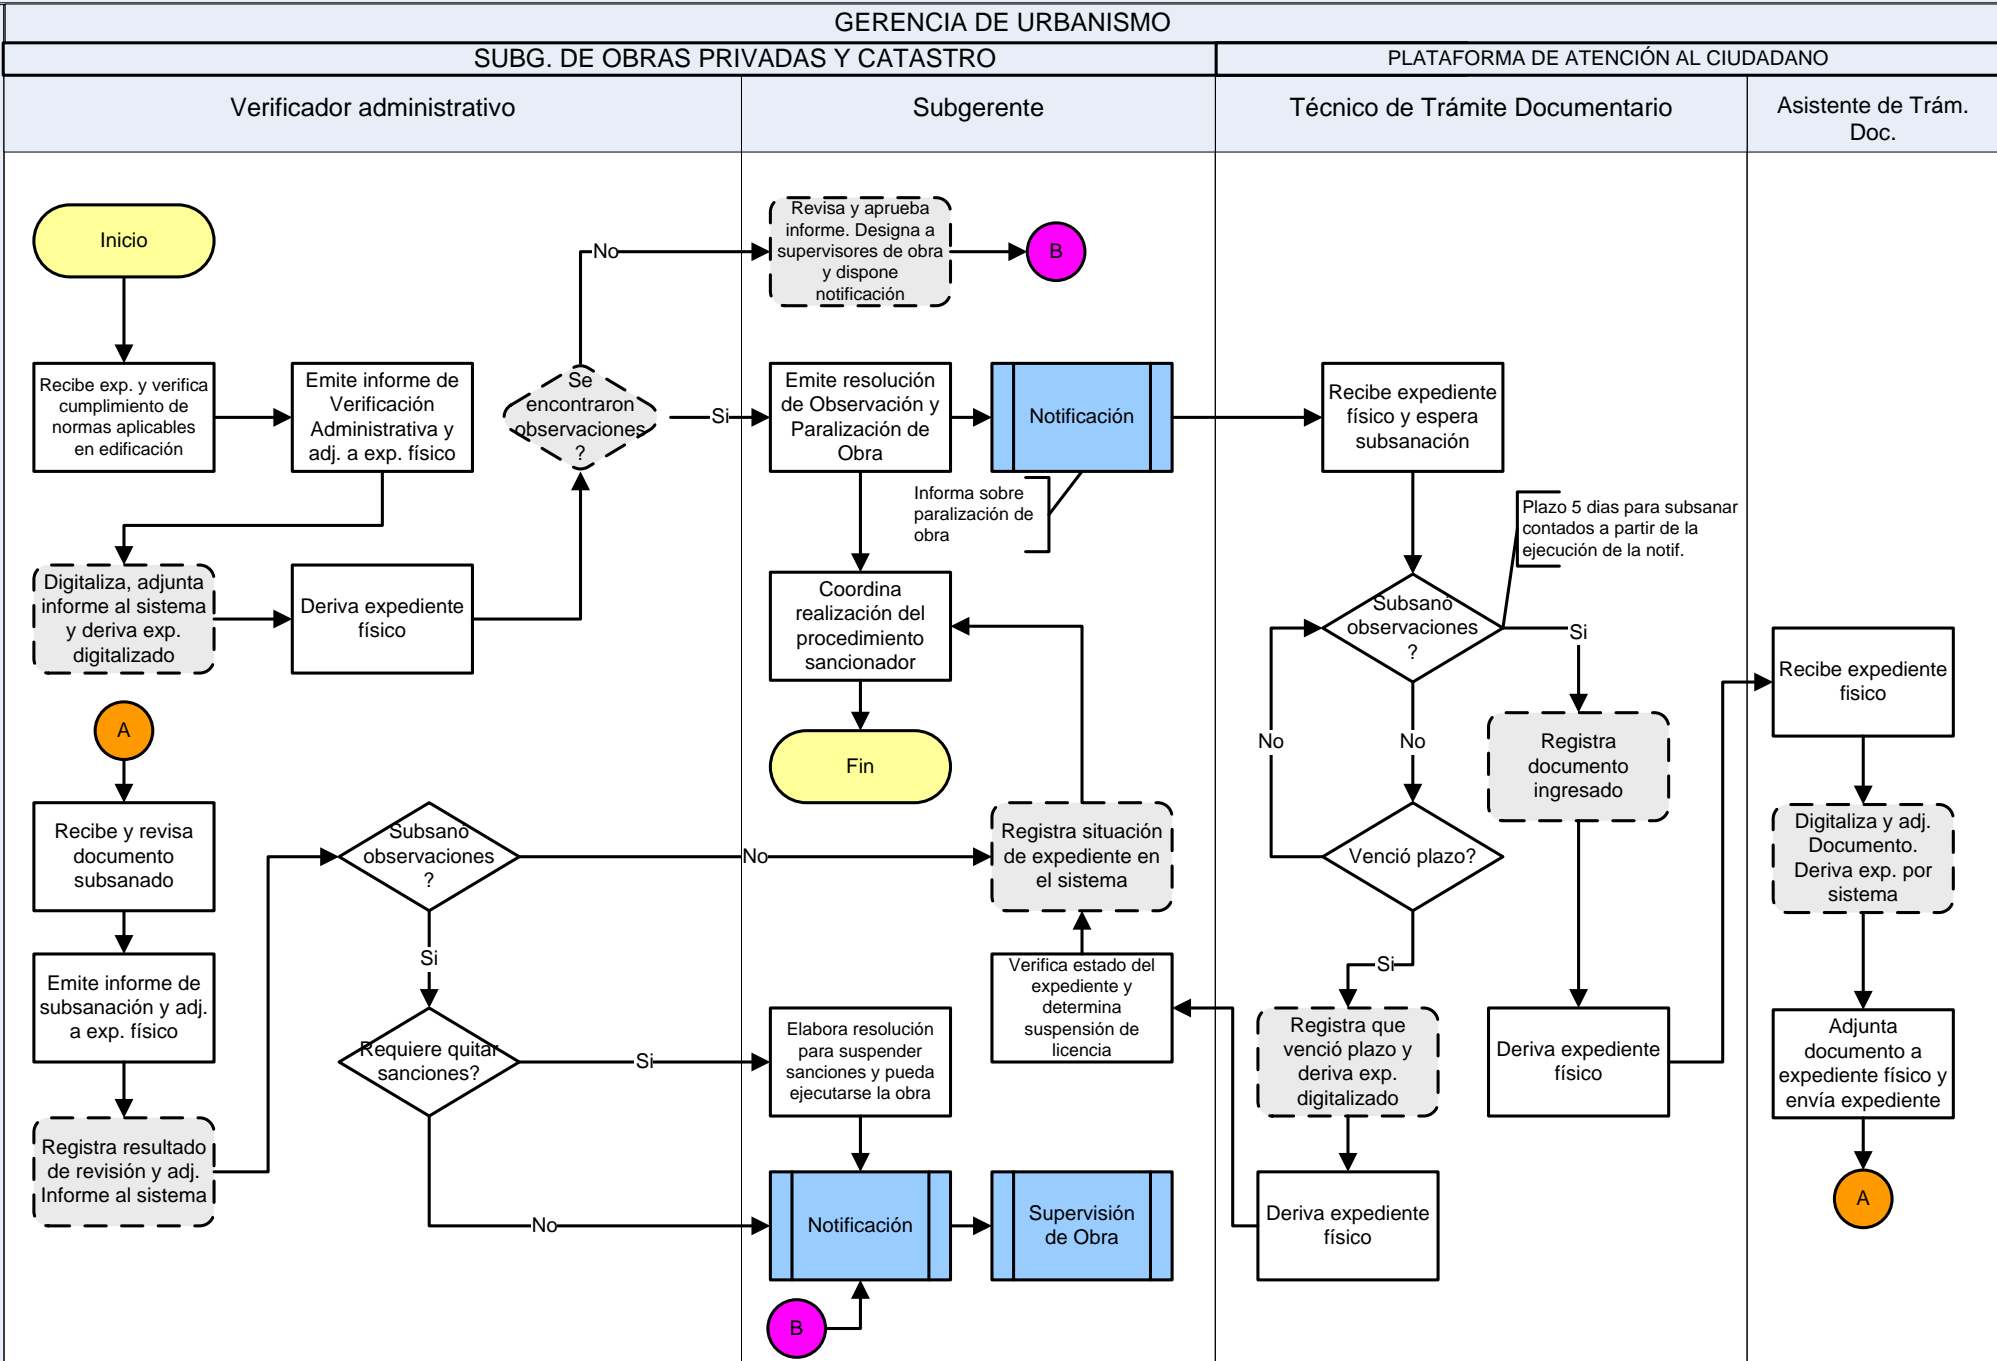 GERENCIA DE URBANISMO
SUBG. DE OBRAS PRIVADAS Y CATASTRO
PLATAFORMA DE ATENCIÓN AL CIUDADANO
Verificador administrativo
Subgerente
Técnico de Trámite Documentario
Asistente de Trám.
Doc.
Inicio
No
Revisa y aprueba
informe. Designa a
supervisores de obra
y dispone
notificación
B
Recibe exp. y verifica
cumplimiento de
normas aplicables
en edificación
Emite informe de
Verificación
Administrativa y
adj. a exp. físico
Se
encontraron
observaciones
?
Si
Emite resolución
de Observación y
Paralización de
Obra
Notificación
Recibe expediente
físico y espera
subsanación
Informa sobre
paralización de
obra
Plazo 5 dias para subsanar
contados a partir de la
ejecución de la notif.
Digitaliza, adjunta
informe al sistema
y deriva exp.
digitalizado
Deriva expediente
físico
Coordina
realización del
procedimiento
sancionador
Subsanó
observaciones
?
Si
Recibe expediente
fisico
A
Fin
No
No
Registra
documento
ingresado
Recibe y revisa
documento
subsanado
Subsanó
observaciones
?
No
Registra situación
de expediente en
el sistema
Venció plazo?
Digitaliza y adj.
Documento.
Deriva exp. por
sistema
Si
Si
Emite informe de
subsanación y adj.
a exp. físico
Requiere quitar
sanciones?
Si
Elabora resolución
para suspender
sanciones y pueda
ejecutarse la obra
Verifica estado del
expediente y
determina
suspensión de
licencia
Registra que
venció plazo y
deriva exp.
digitalizado
Deriva expediente
físico
Adjunta
documento a
expediente físico y
envía expediente
Registra resultado
de revisión y adj.
Informe al sistema
No
Notificación
Supervisión
de Obra
Deriva expediente
físico
A
B